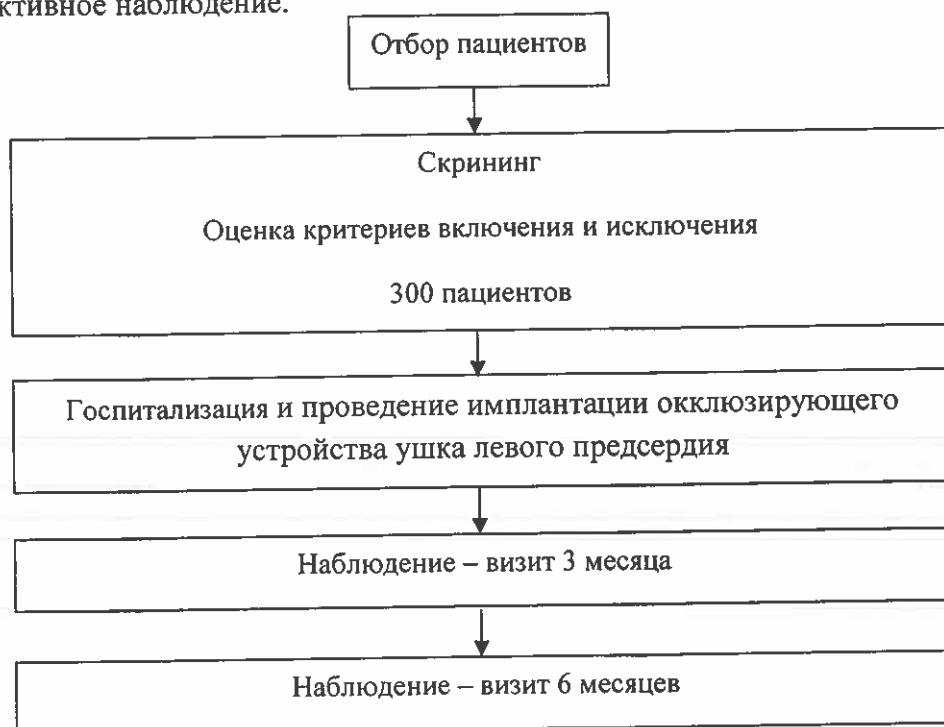 ктивное наблюдение.
Отбор пациентов
Скрининг
Оценка критериев включения и исключения
300 пациентов
Госпитализация и проведение имплантации окклюзирующего
устройства ушка левого предсердия
Наблюдение – визит 3 месяца
Наблюдение – визит 6 месяцев